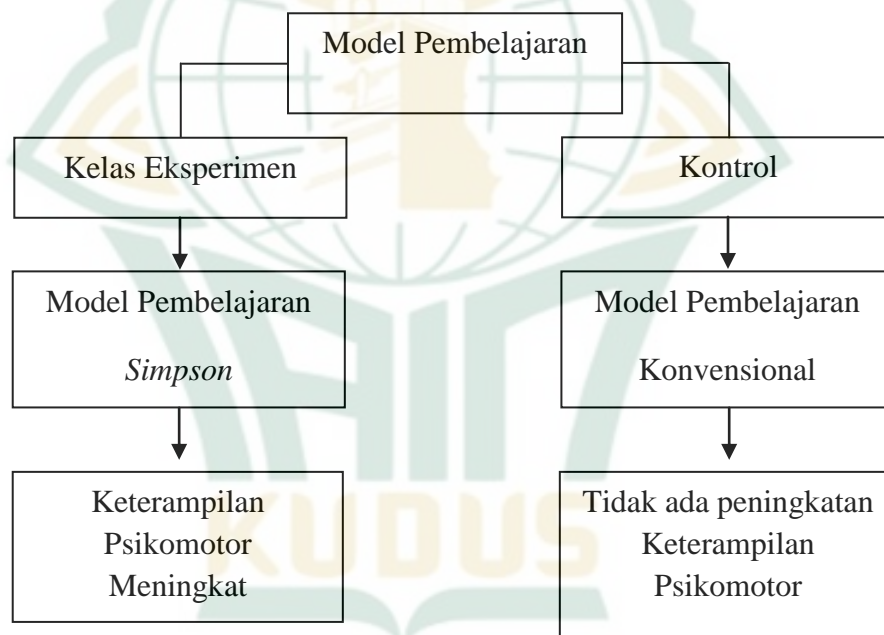 Model Pembelajaran
Kelas Eksperimen
Kontrol
Model Pembelajaran
Simpson
Model Pembelajaran
Konvensional
Keterampilan
Psikomotor
Meningkat
Tidak ada peningkatan
Keterampilan
Psikomotor
KUDUS